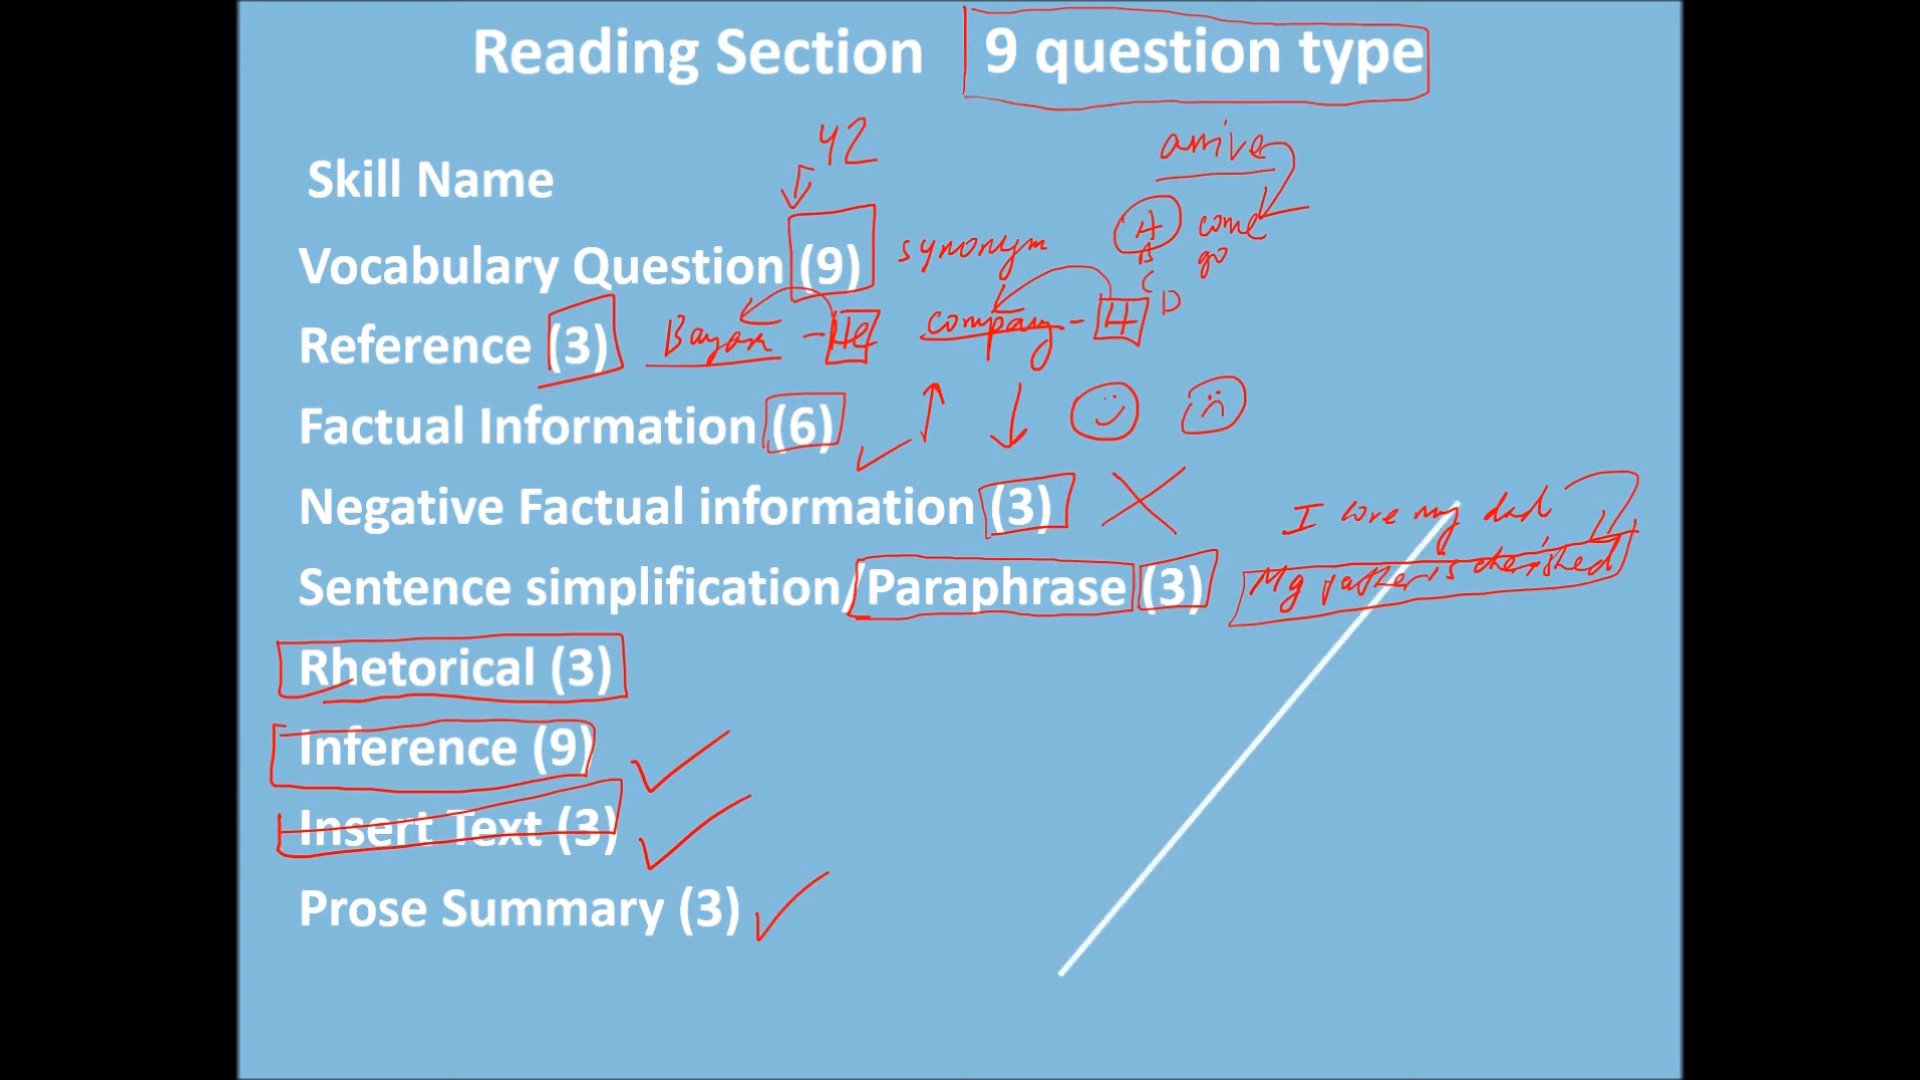 Reading Section 9 question type
42
arrive
Skill Name
A come
B go
Vocabulary Question (9) synonym
C
D
Reference (3) - He company - It
Factual Information (6)
Negative Factual information (3)
I love my dad
Sentence simplification/Paraphrase (3) My father is cherished
Rhetorical (3)
Inference (9)
Insert Text (3)
Prose Summary (3)